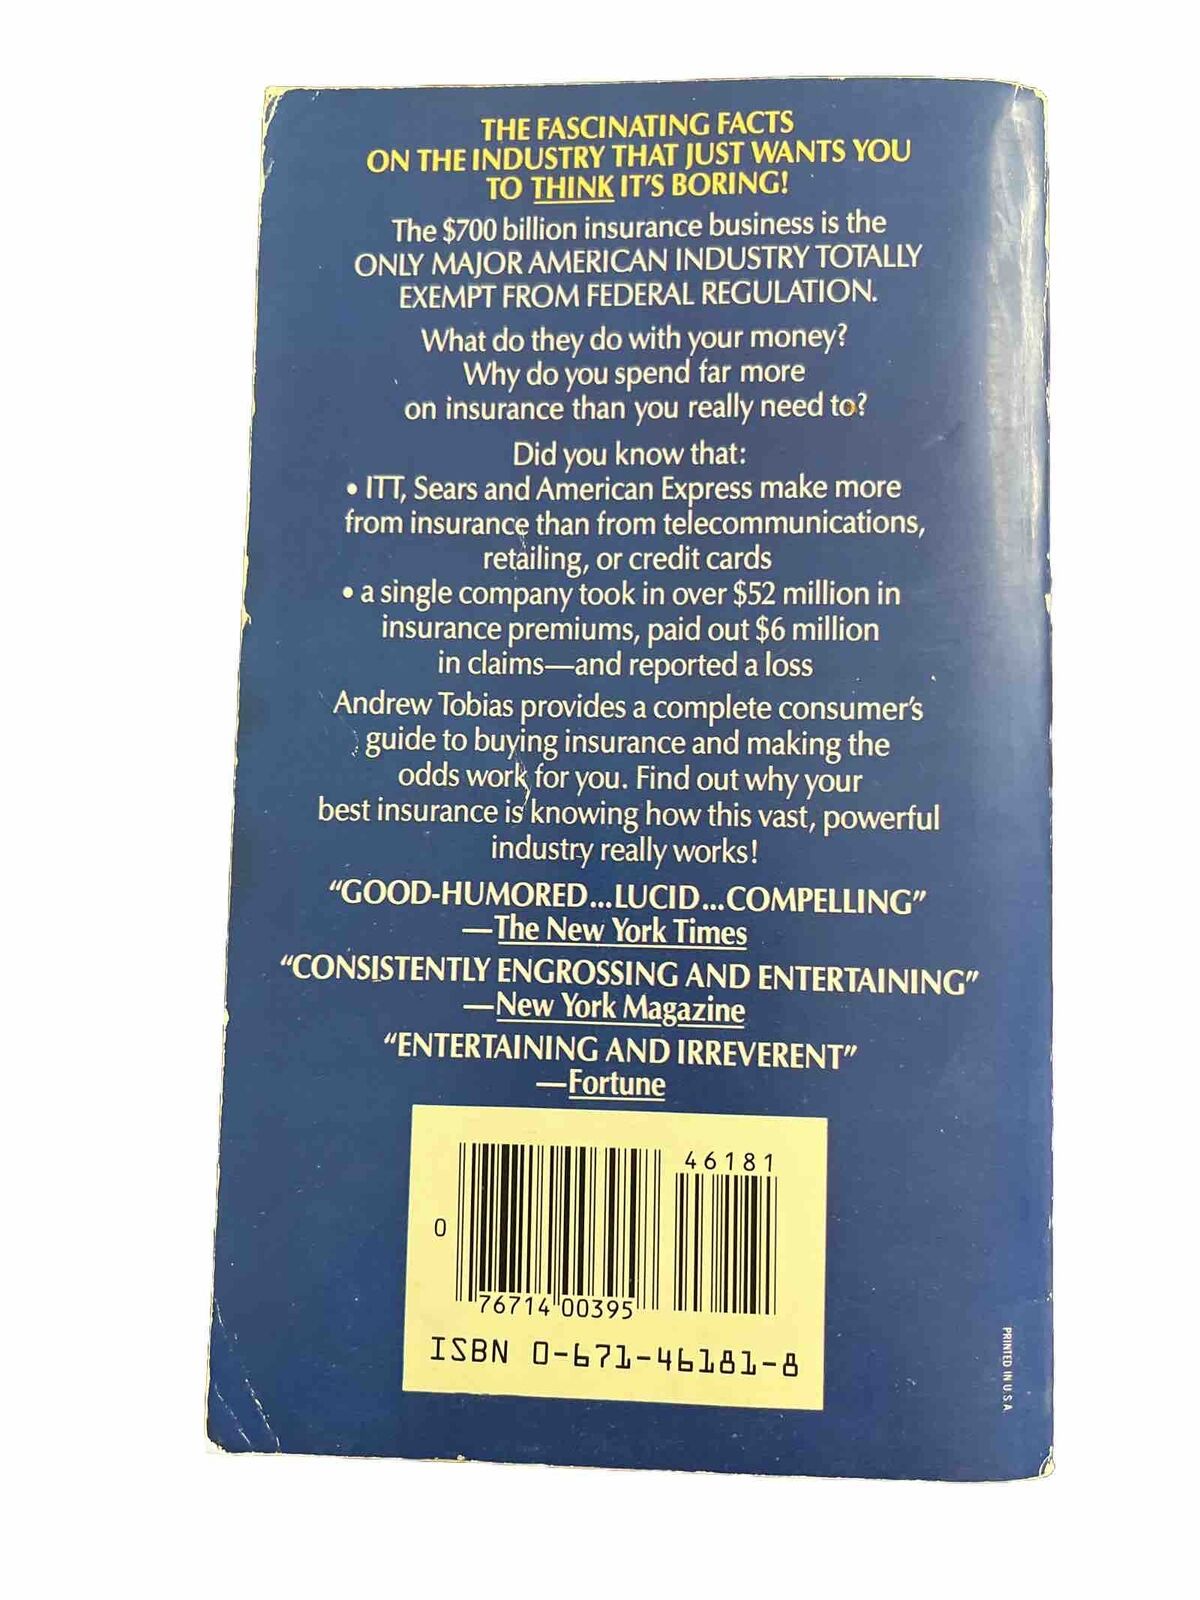 THE FASCINATING FACTS
ON THE INDUSTRY THAT JUST WANTS YOU
TO THINK IT'S BORING!
The $700 billion insurance business is the
ONLY MAJOR AMERICAN INDUSTRY TOTALLY
EXEMPT FROM FEDERAL REGULATION.
What do they do with your money?
Why do you spend far more
on insurance than you really need to?
Did you know that:
• ITT, Sears and American Express make more
from insurance than from telecommunications,
retailing, or credit cards
• a single company took in over $52 million in
insurance premiums, paid out $6 million
in claims—and reported a loss
Andrew Tobias provides a complete consumer's
guide to buying insurance and making the
odds work for you. Find out why your
best insurance is knowing how this vast, powerful
industry really works!
"GOOD-HUMORED...LUCID...COMPELLING"
—The New York Times
"CONSISTENTLY ENGROSSING AND ENTERTAINING"
—New York Magazine
"ENTERTAINING AND IRREVERENT"
—Fortune
46181
0
76714 00395
ISBN 0-671-46181-8
PRINTED IN U.S.A.